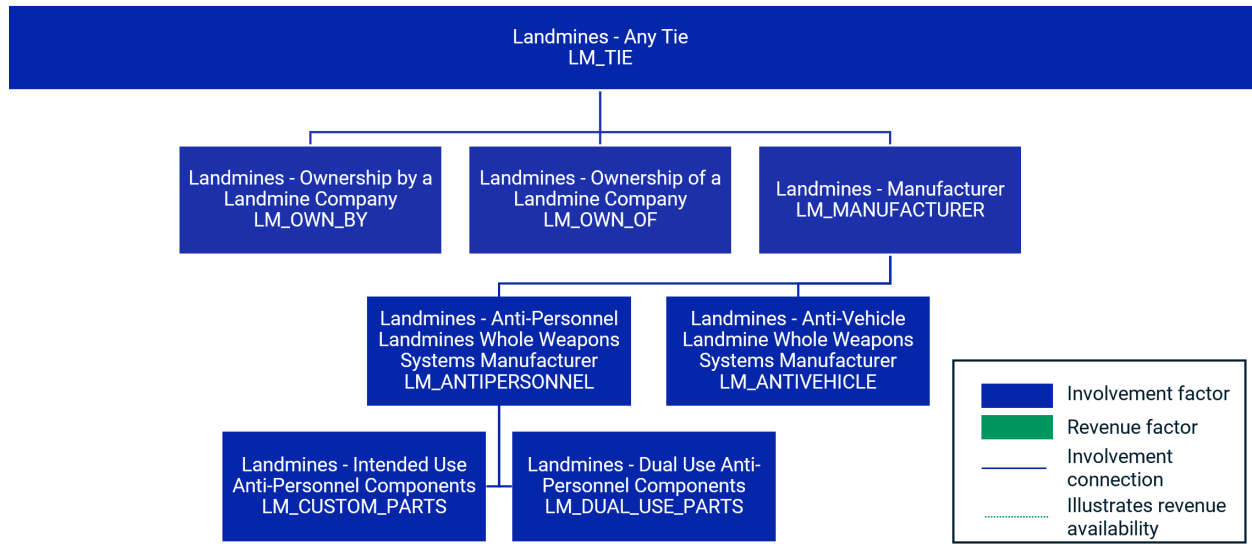 Landmines - Any Tie
LM_TIE
Landmines - Ownership by a
Landmine Company
LM_OWN_BY
Landmines - Ownership of a
Landmine Company
LM_OWN_OF
Landmines - Manufacturer
LM_MANUFACTURER
Landmines - Anti-Personnel
Landmines Whole Weapons
Systems Manufacturer
LM_ANTIPERSONNEL
Landmines - Anti-Vehicle
Landmine Whole Weapons
Systems Manufacturer
LM_ANTIVEHICLE
Landmines - Intended Use
Anti-Personnel Components
LM_CUSTOM_PARTS
Landmines - Dual Use Anti-
Personnel Components
LM_DUAL_USE_PARTS
Involvement factor
Revenue factor
Involvement
connection
Illustrates revenue
availability